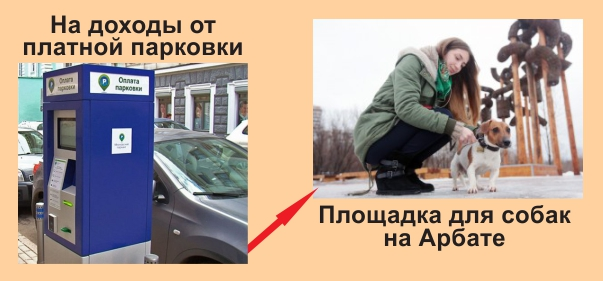 На доходы от
платной парковки
Оплата
парковки
Оплата
парковки
Площадка для собак
на Арбате